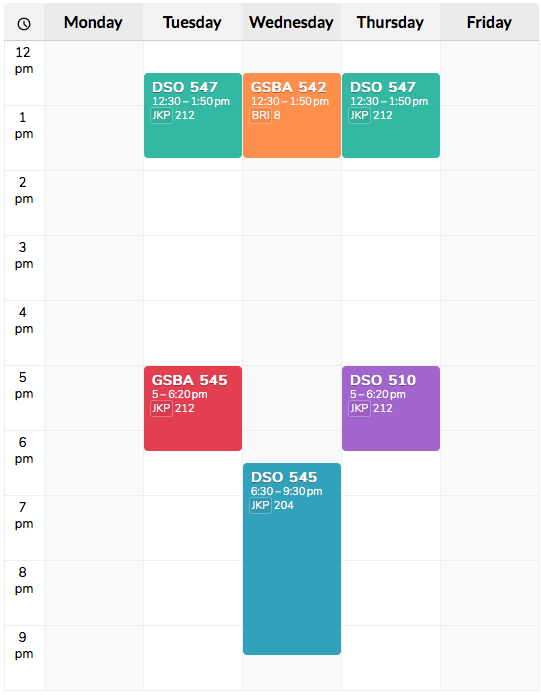 Monday Tuesday Wednesday Thursday Friday
12
pm
DSO 547
12:30 – 1:50 pm
JKP 212
GSBA 542
12:30 – 1:50 pm
BRI 8
DSO 547
12:30 – 1:50 pm
JKP 212
1
pm
2
pm
3
pm
4
pm
5
pm
GSBA 545
5 – 6:20 pm
JKP 212
DSO 510
5 – 6:20 pm
JKP 212
6
pm
DSO 545
6:30 – 9:30 pm
JKP 204
7
pm
8
pm
9
pm